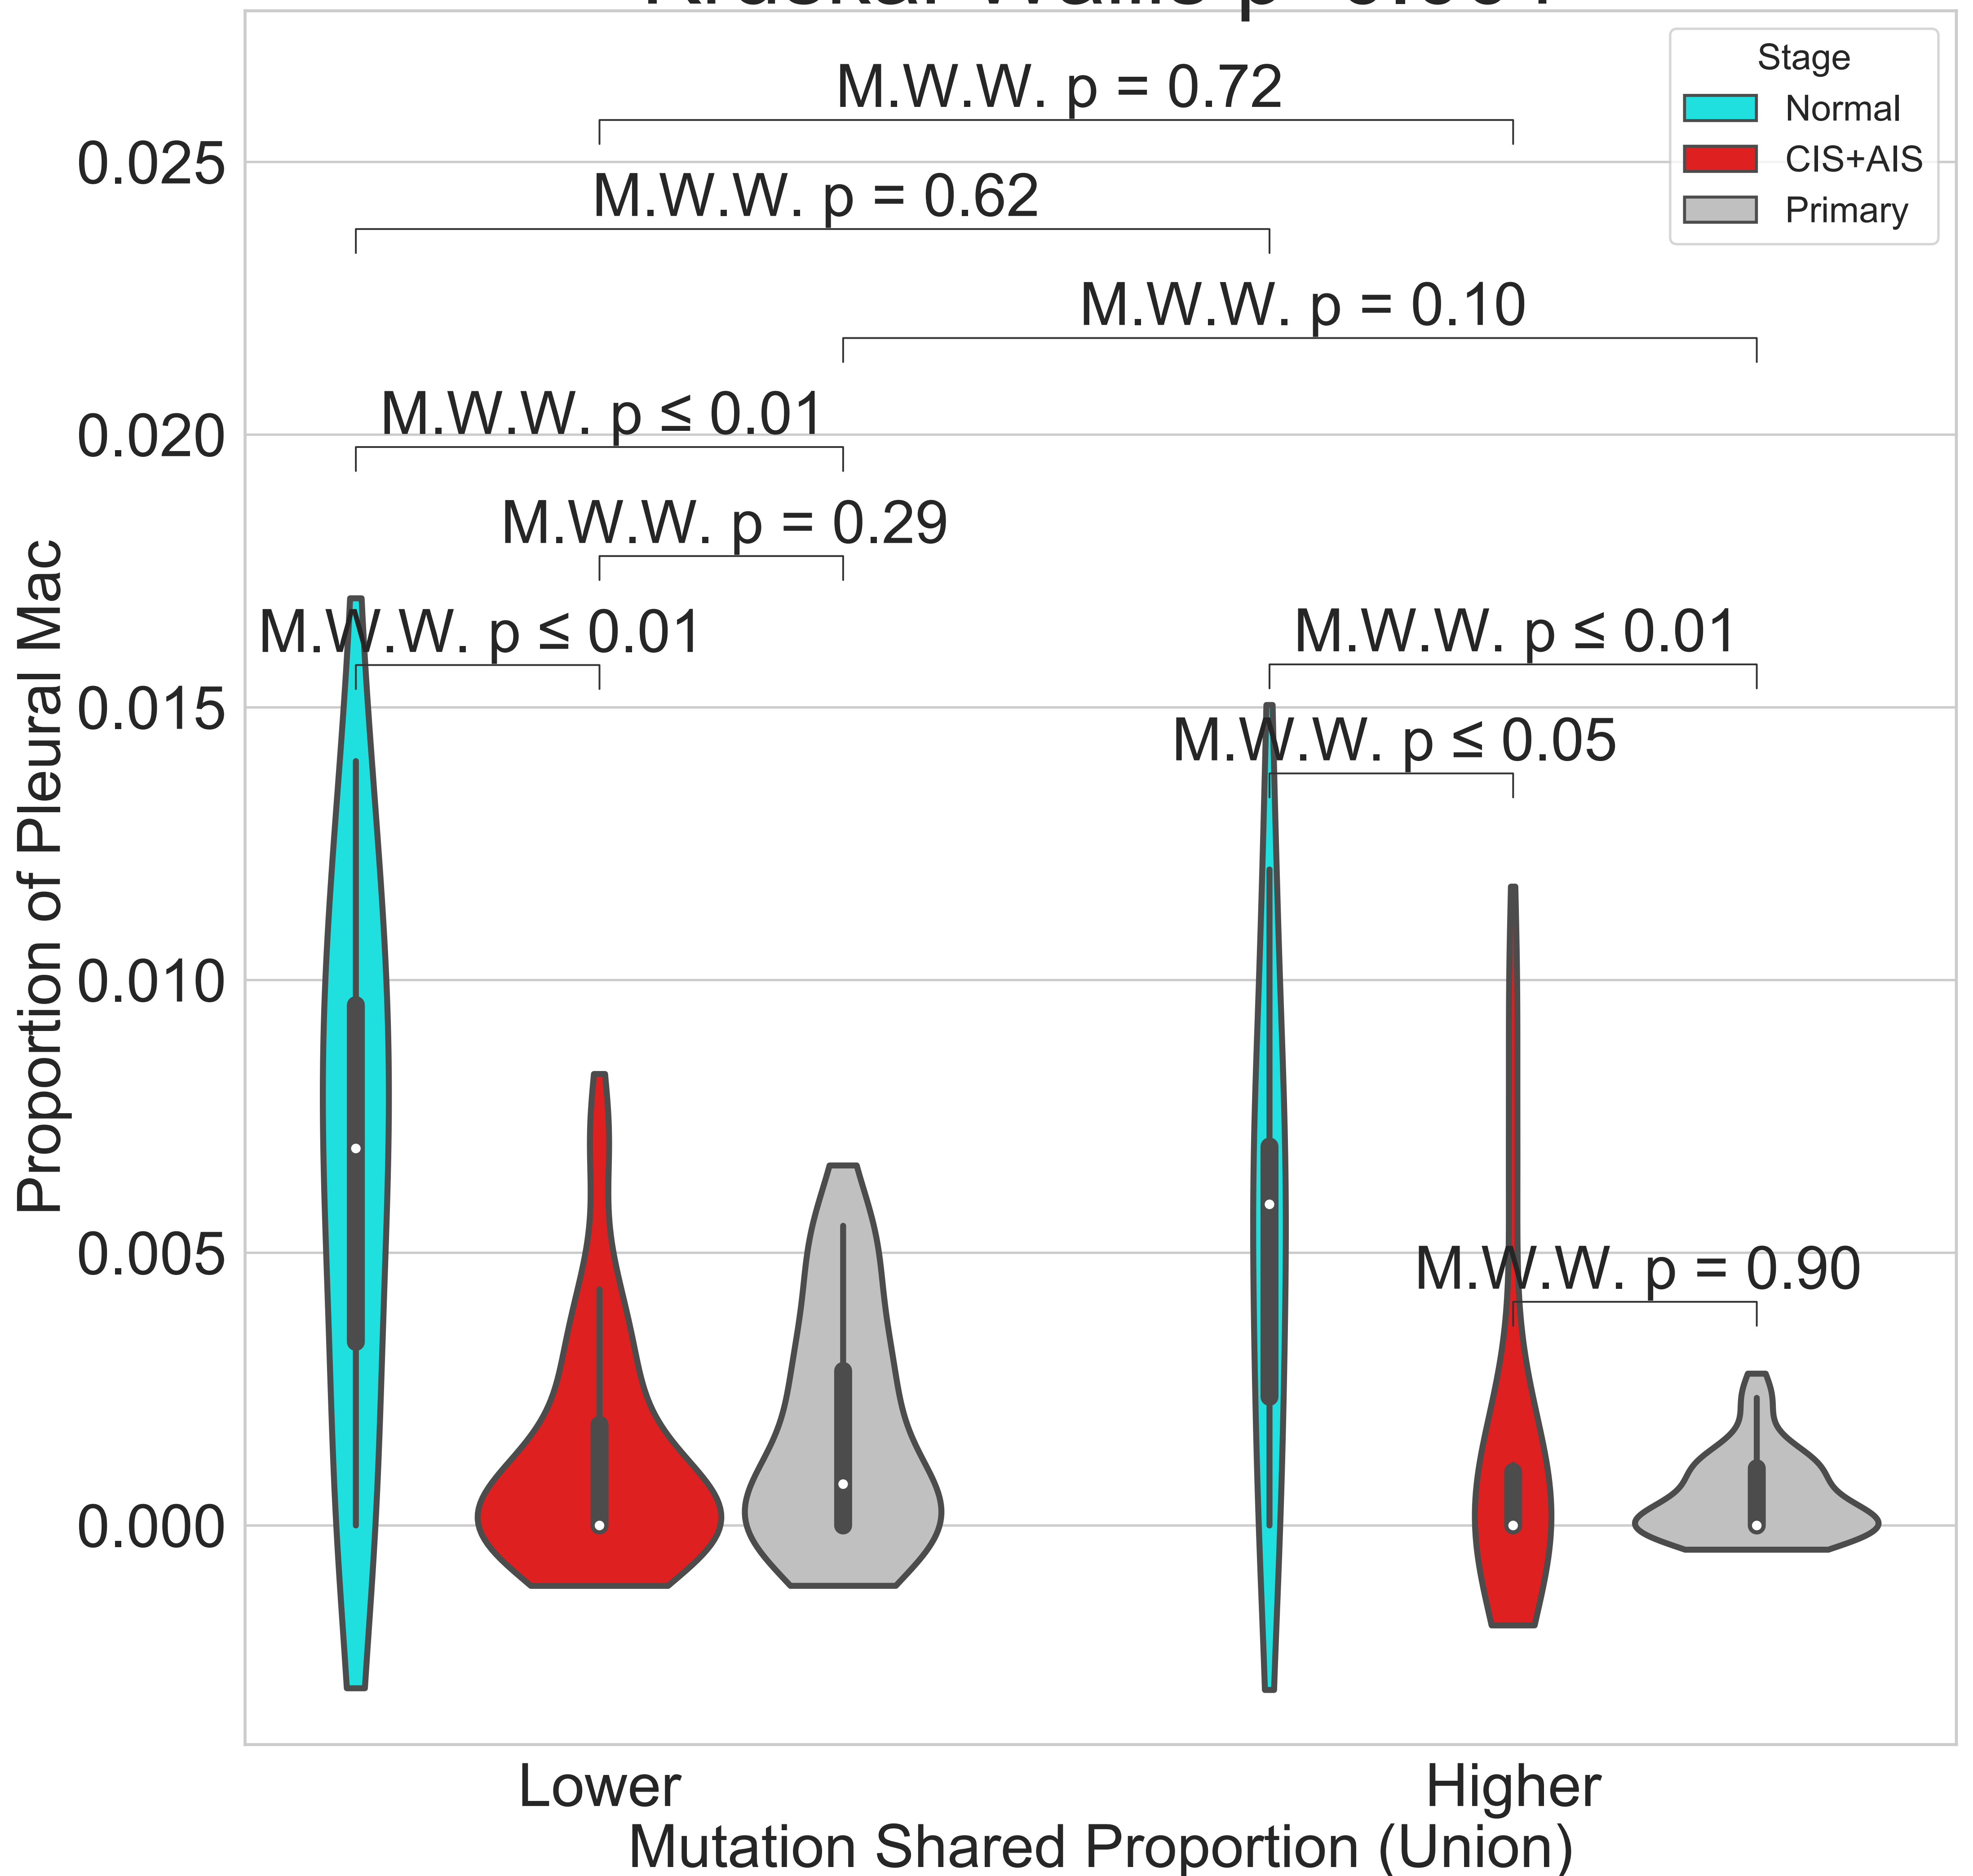 Stage
Normal
CIS+AIS
Primary
M.W.W. p = 0.72
M.W.W. p = 0.62
M.W.W. p = 0.10
M.W.W. p ≤ 0.01
M.W.W. p = 0.29
M.W.W. p ≤ 0.01
M.W.W. p ≤ 0.01
M.W.W. p ≤ 0.05
M.W.W. p = 0.90
0.025
0.020
0.015
0.010
0.005
0.000
Proportion of Pleural Mac
Lower
Higher
Mutation Shared Proportion (Union)